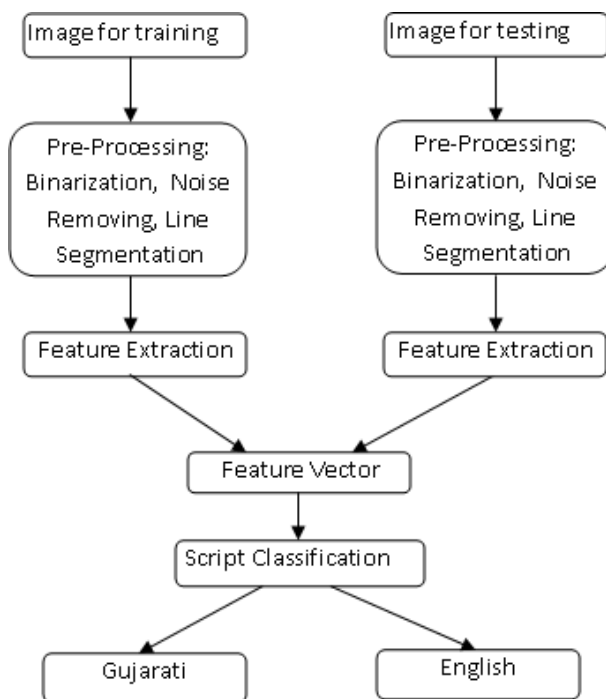 Image for training
Image for testing
Pre-Processing:
Binarization, Noise
Removing, Line
Segmentation
Pre-Processing:
Binarization, Noise
Removing, Line
Segmentation
Feature Extraction
Feature Extraction
Feature Vector
Script Classification
Gujarati
English